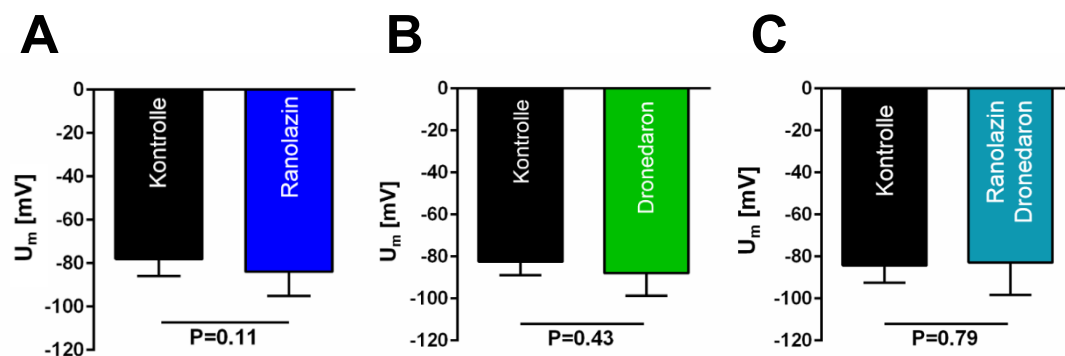 A
0
-20
-40
-60
-80
-100
-120
Um [mV]
Kontrolle
Ranolazin
P=0.11
B
0
-20
-40
-60
-80
-100
-120
Um [mV]
Kontrolle
Dronedaron
P=0.43
C
0
-20
-40
-60
-80
-100
-120
Um [mV]
Kontrolle
Ranolazin
Dronedaron
P=0.79